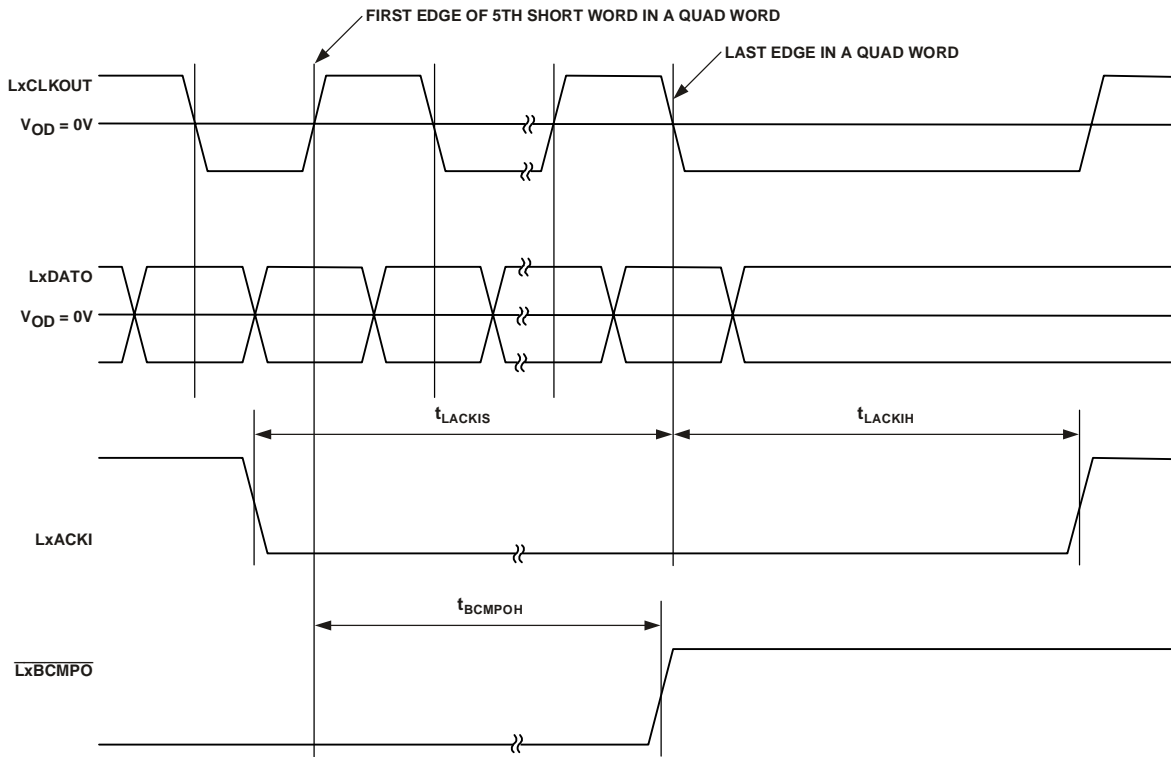 FIRST EDGE OF 5TH SHORT WORD IN A QUAD WORD
LAST EDGE IN A QUAD WORD
LxCLKOUT
VOD = 0V
LxDATO
VOD = 0V
tLACKIS
tLACKIH
LxACKI
tBCMPOH
LxBCMPO